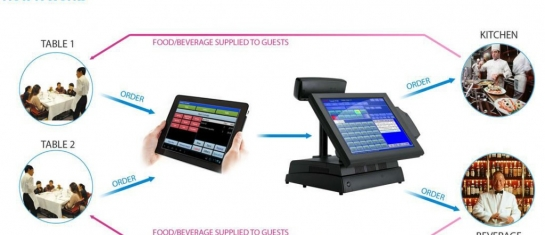 KITCHEN
TABLE 1
FOOD/BEVERAGE SUPPLIED TO GUESTS
ORDER
ORDER
TABLE 2
ORDER
ORDER
FOOD/BEVERAGE SUPPLIED TO GUESTS
BEVERAGE